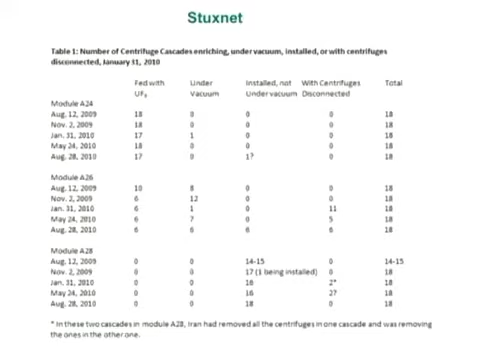 Stuxnet
Table 1: Number of Centrifuge Cascades enriching, under vacuum, installed, or with centrifuges
disconnected, January 31, 2010
Fed with Under Installed, not With Centrifuges Total
UF6 Vacuum Under vacuum Disconnected
Module A24
Aug. 12, 2009 18 0 0 0 18
Nov. 2, 2009 18 0 0 0 18
Jan. 31, 2010 17 1 0 0 18
May 24, 2010 18 0 0 0 18
Aug. 28, 2010 17 0 1? 0 18
Module A26
Aug. 12, 2009 10 8 0 0 18
Nov. 2, 2009 6 12 0 0 18
Jan. 31, 2010 6 1 0 11 18
May 24, 2010 6 7 0 5 18
Aug. 28, 2010 6 6 6 18
Module A28
Aug. 12, 2009 0 0 14-15 0 14-15
Nov. 2, 2009 0 0 17 (1 being installed) 0 18
Jan. 31, 2010 0 0 16 2* 18
May 24, 2010 0 0 16 2? 18
Aug. 28, 2010 0 0 18 0 18
* In these two cascades in module A28, Iran had removed all the centrifuges in one cascade and was removing
the ones in the other one.